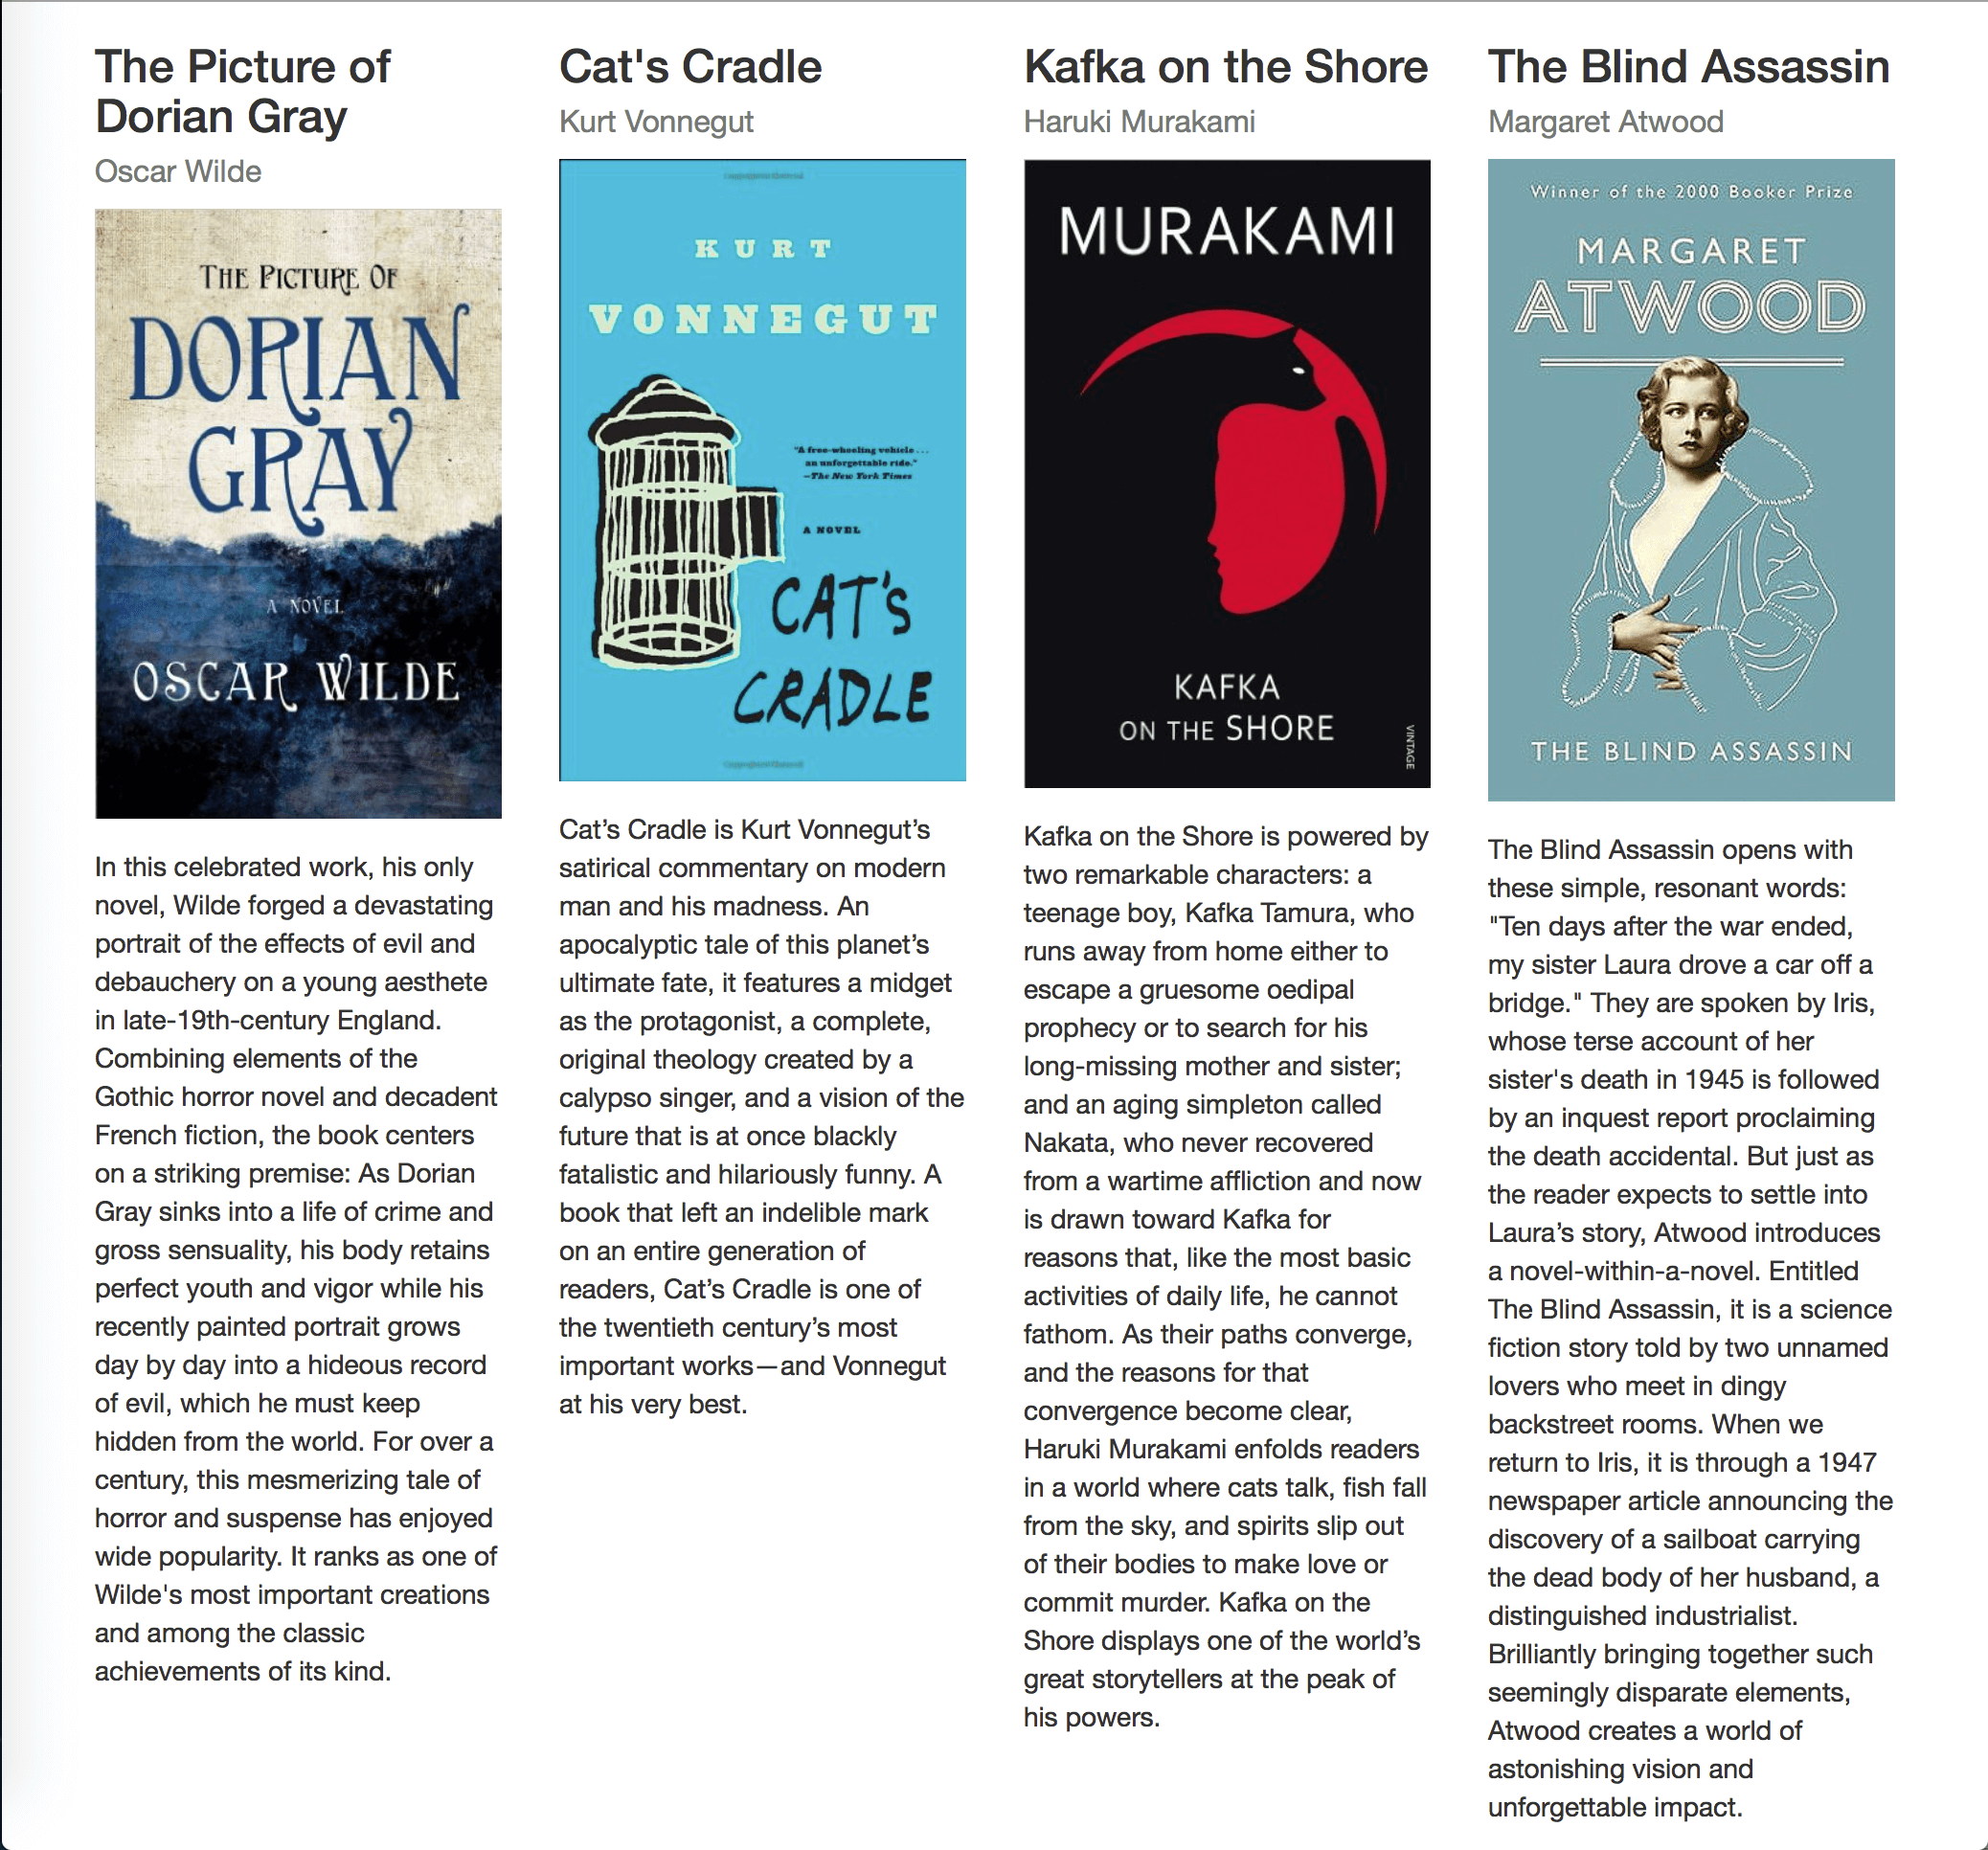 The Picture of
Dorian Gray
Oscar Wilde
THE PICTURE OF
DORIAN
GRAY
A NOVEL
OSCAR WILDE
In this celebrated work, his only
novel, Wilde forged a devastating
portrait of the effects of evil and
debauchery on a young aesthete
in late-19th-century England.
Combining elements of the
Gothic horror novel and decadent
French fiction, the book centers
on a striking premise: As Dorian
Gray sinks into a life of crime and
gross sensuality, his body retains
perfect youth and vigor while his
recently painted portrait grows
day by day into a hideous record
of evil, which he must keep
hidden from the world. For over a
century, this mesmerizing tale of
horror and suspense has enjoyed
wide popularity. It ranks as one of
Wilde's most important creations
and among the classic
achievements of its kind.
Cat's Cradle
Kurt Vonnegut
KURT
VONNEGUT
"A free-wheeling vehicle...
an unforgettable ride."
—The New York Times
A NOVEL
CAT'S
CRADLE
Cat’s Cradle is Kurt Vonnegut’s
satirical commentary on modern
man and his madness. An
apocalyptic tale of this planet’s
ultimate fate, it features a midget
as the protagonist, a complete,
original theology created by a
calypso singer, and a vision of the
future that is at once blackly
fatalistic and hilariously funny. A
book that left an indelible mark
on an entire generation of
readers, Cat’s Cradle is one of
the twentieth century’s most
important works—and Vonnegut
at his very best.
Kafka on the Shore
Haruki Murakami
MURAKAMI
KAFKA
ON THE SHORE
VINTAGE
Kafka on the Shore is powered by
two remarkable characters: a
teenage boy, Kafka Tamura, who
runs away from home either to
escape a gruesome oedipal
prophecy or to search for his
long-missing mother and sister;
and an aging simpleton called
Nakata, who never recovered
from a wartime affliction and now
is drawn toward Kafka for
reasons that, like the most basic
activities of daily life, he cannot
fathom. As their paths converge,
and the reasons for that
convergence become clear,
Haruki Murakami enfolds readers
in a world where cats talk, fish fall
from the sky, and spirits slip out
of their bodies to make love or
commit murder. Kafka on the
Shore displays one of the world’s
great storytellers at the peak of
his powers.
The Blind Assassin
Margaret Atwood
Winner of the 2000 Booker Prize
MARGARET
ATWOOD
THE BLIND ASSASSIN
The Blind Assassin opens with
these simple, resonant words:
"Ten days after the war ended,
my sister Laura drove a car off a
bridge." They are spoken by Iris,
whose terse account of her
sister's death in 1945 is followed
by an inquest report proclaiming
the death accidental. But just as
the reader expects to settle into
Laura’s story, Atwood introduces
a novel-within-a-novel. Entitled
The Blind Assassin, it is a science
fiction story told by two unnamed
lovers who meet in dingy
backstreet rooms. When we
return to Iris, it is through a 1947
newspaper article announcing the
discovery of a sailboat carrying
the dead body of her husband, a
distinguished industrialist.
Brilliantly bringing together such
seemingly disparate elements,
Atwood creates a world of
astonishing vision and
unforgettable impact.